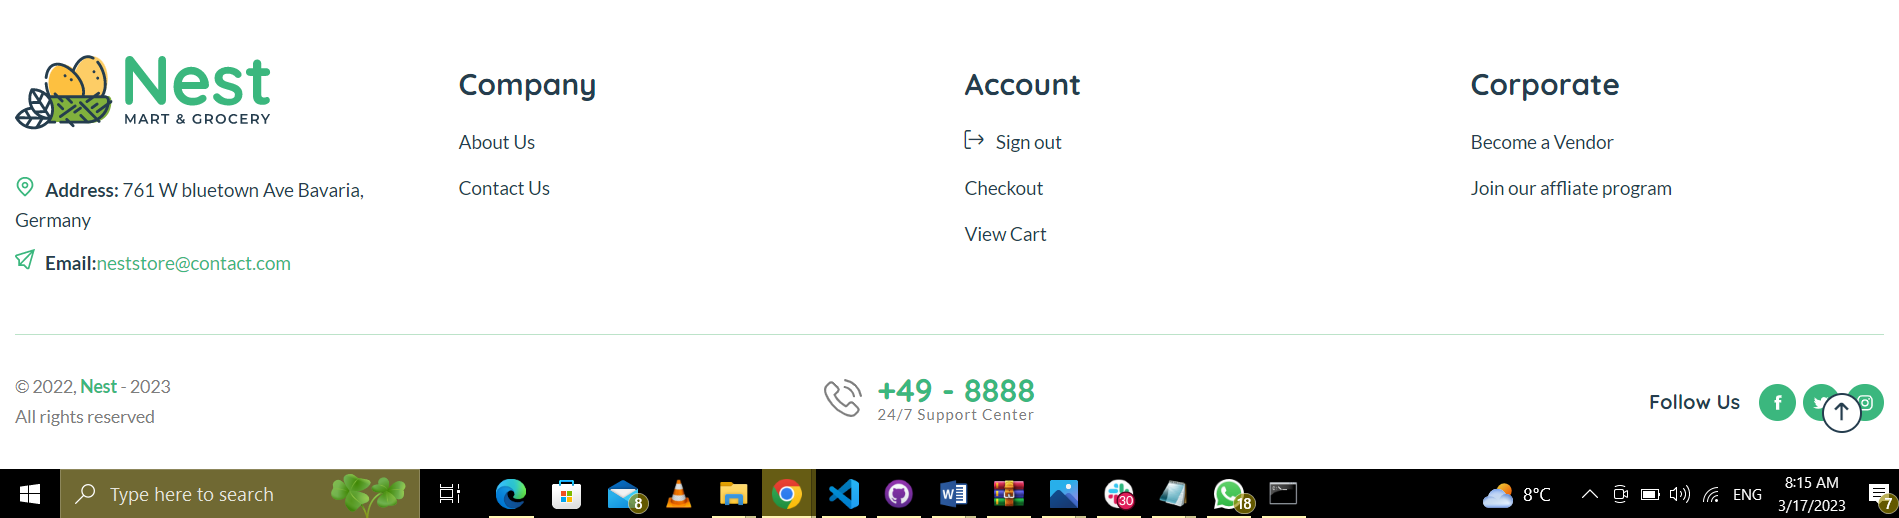 Nest
MART & GROCERY
Address: 761 W bluetown Ave Bavaria,
Germany
Email:neststore@contact.com
Company
About Us
Contact Us
Account
Sign out
Checkout
View Cart
Corporate
Become a Vendor
Join our affliate program
© 2022, Nest - 2023
All rights reserved
+49 - 8888
24/7 Support Center
Follow Us
Type here to search
8
30
18
8°C
ENG
8:15 AM
3/17/2023
7